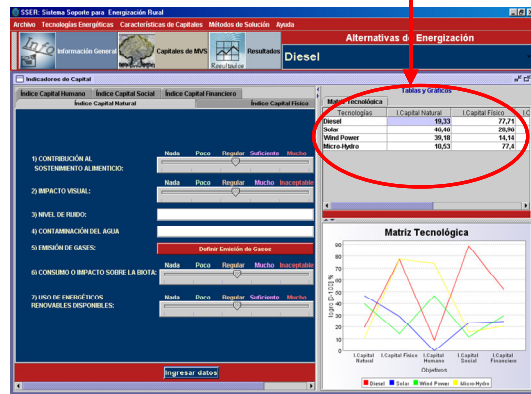 SSER: Sistema Soporte para Energización Rural
Archivo Tecnologías Energéticas Características de Capitales Métodos de Solución Ayuda
Info
Información General
Capitales de MVS
Resultados
Resultados
Alternativas de Energización
Diesel
Indicadores de Capital
Índice Capital Humano Índice Capital Social Índice Capital Financiero
Índice Capital Natural Índice Capital Físico
Nada Poco Regular Suficiente Mucho
1) CONTRIBUCIÓN AL
SOSTENIMIENTO ALIMENTICIO:
Nada Poco Regular Mucho Inaceptable
2) IMPACTO VISUAL:
3) NIVEL DE RUIDO:
4) CONTAMINACIÓN DEL AGUA
5) EMISIÓN DE GASES: Definir Emisión de Gases
Nada Poco Regular Mucho Inaceptable
6) CONSUMO O IMPACTO SOBRE LA BIOTA:
Nada Poco Regular Suficiente Mucho
7) USO DE ENERGÉTICOS
RENOVABLES DISPONIBLES:
Ingresar datos
Tablas y Gráficos
Matriz Tecnológica
Tecnologías I.Capital Natural I.Capital Físico I.C
Diesel 19,33 77,71
Solar 46,46 28,90
Wind Power 39,18 14,14
Micro-Hydro 10,53 77,4
Matriz Tecnológica
logro [0-100] %
90
80
70
60
50
40
30
20
10
0
I.Capital Natural I.Capital Físico I.Capital Humano I.Capital Social I.Capital Financiero
Objetivos
Diesel Solar Wind Power Micro-Hydro